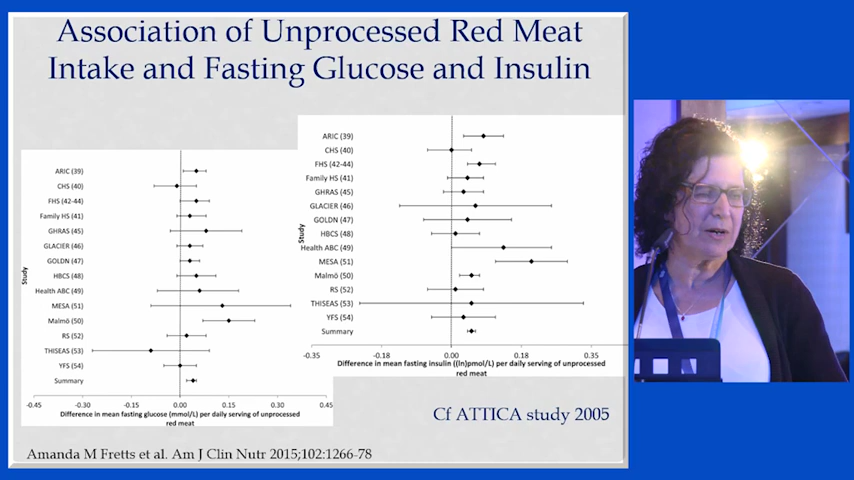 Association of Unprocessed Red Meat
Intake and Fasting Glucose and Insulin
ARIC (39)
CHS (40)
FHS (42-44)
Family HS (41)
GHRAS (45)
GLACIER (46)
GOLDN (47)
HBCS (48)
Health ABC (49)
MESA (51)
Malmö (50)
RS (52)
THISEAS (53)
YFS (54)
Summary
Study
-0.45 -0.30 -0.15 0.00 0.15 0.30 0.45
Difference in mean fasting glucose (mmol/L) per daily serving of unprocessed
red meat
ARIC (39)
CHS (40)
FHS (42-44)
Family HS (41)
GHRAS (45)
GLACIER (46)
GOLDN (47)
HBCS (48)
Health ABC (49)
MESA (51)
Malmö (50)
RS (52)
THISEAS (53)
YFS (54)
Summary
Study
-0.35 -0.18 0.00 0.18 0.35
Difference in mean fasting insulin ((ln)pmol/L) per daily serving of unprocessed
red meat
Cf ATTICA study 2005
Amanda M Fretts et al. Am J Clin Nutr 2015;102:1266-78